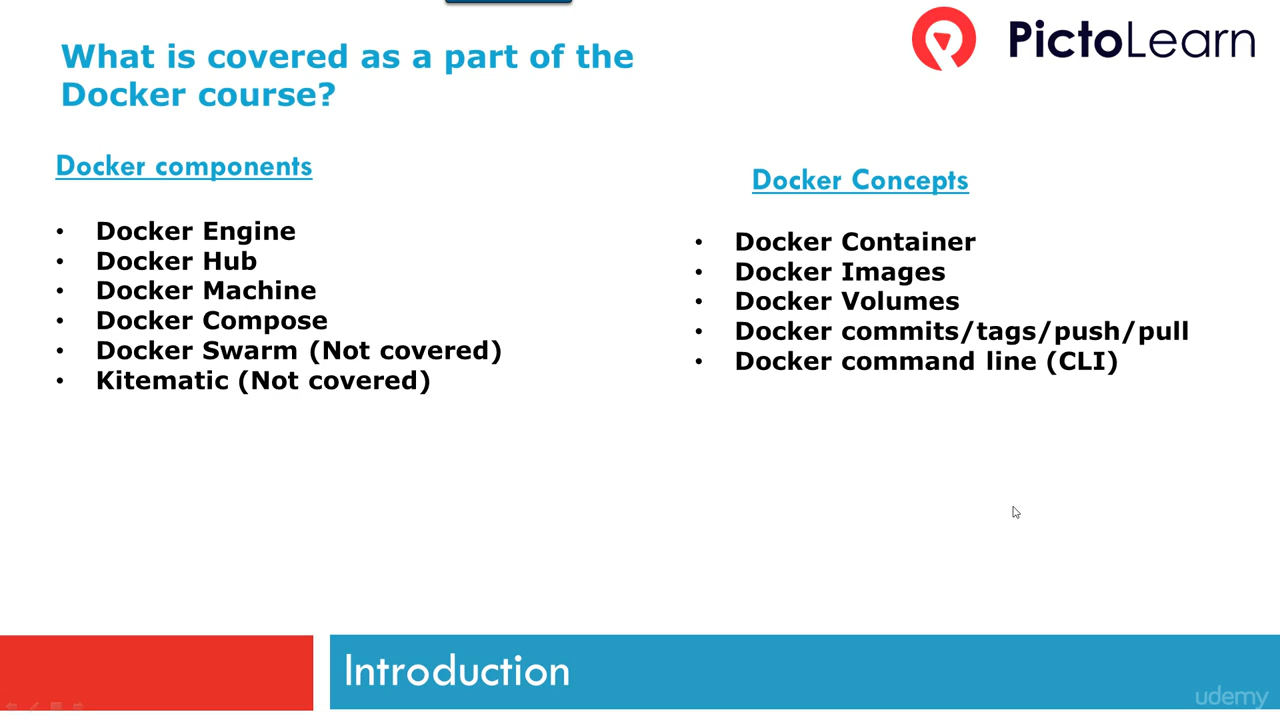 What is covered as a part of the
Docker course?
PictoLearn
Docker components
• Docker Engine
• Docker Hub
• Docker Machine
• Docker Compose
• Docker Swarm (Not covered)
• Kitematic (Not covered)
Docker Concepts
• Docker Container
• Docker Images
• Docker Volumes
• Docker commits/tags/push/pull
• Docker command line (CLI)
Introduction
udemy